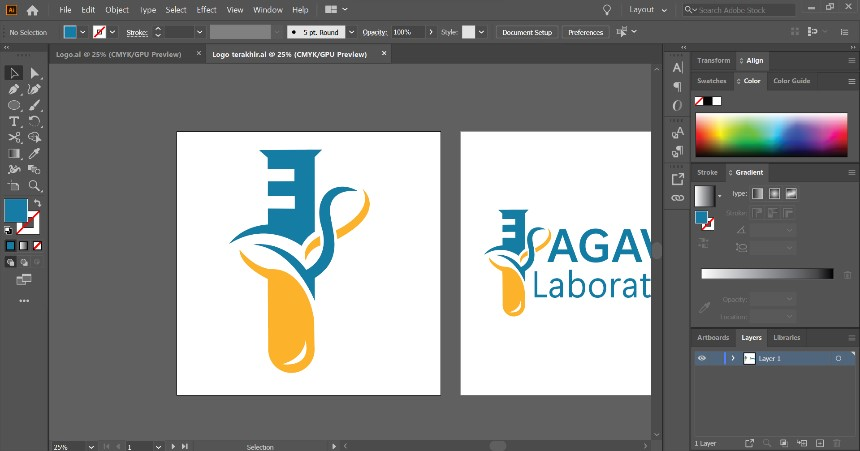 Ai File Edit Object Type Select Effect View Window Help Layout Search Adobe Stock
No Selection Stroke: 5 pt. Round Opacity: 100% Style: Document Setup Preferences
Logo.ai @ 25% (CMYK/GPU Preview) × Logo terakhir.ai @ 25% (CMYK/GPU Preview) ×
Transform Align
Swatches Color Color Guide
Stroke Gradient
Type:
Stroke:
AGAV
Laborat
Opacity:
Location:
Artboards Layers Libraries
Layer 1
25% 1 Selection
1 Layer